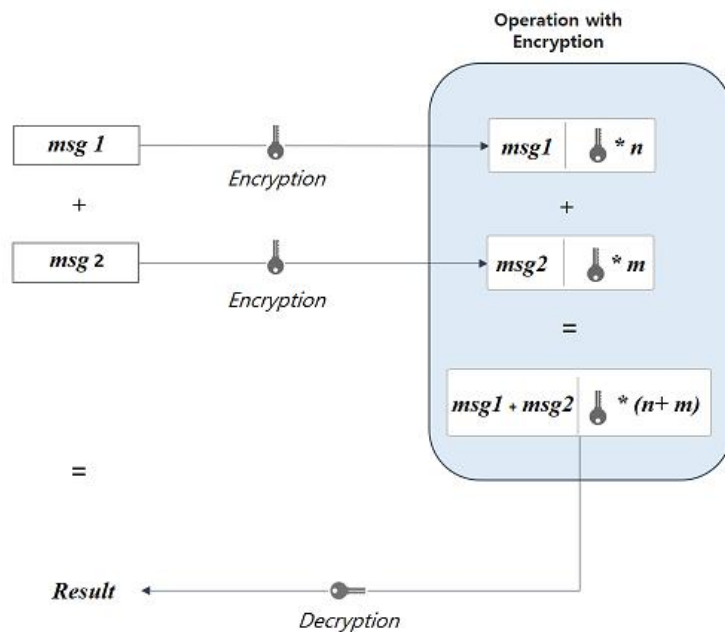 Operation with
Encryption
msg 1
Encryption
msg1 * n
+
+
msg 2
Encryption
msg2 * m
=
msg1 + msg2 * (n+ m)
=
Result
Decryption